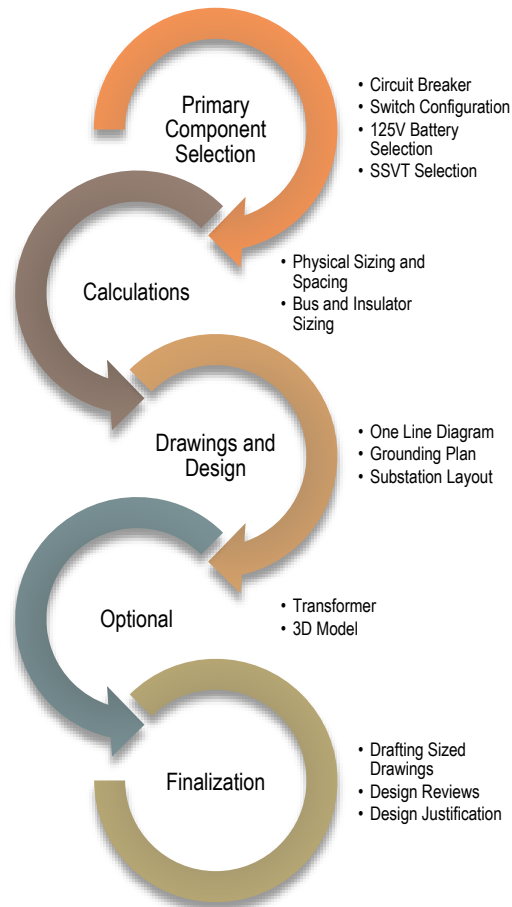 Primary
Component
Selection
• Circuit Breaker
• Switch Configuration
• 125V Battery
Selection
• SSVT Selection
Calculations
• Physical Sizing and
Spacing
• Bus and Insulator
Sizing
Drawings and
Design
• One Line Diagram
• Grounding Plan
• Substation Layout
Optional
• Transformer
• 3D Model
Finalization
• Drafting Sized
Drawings
• Design Reviews
• Design Justification